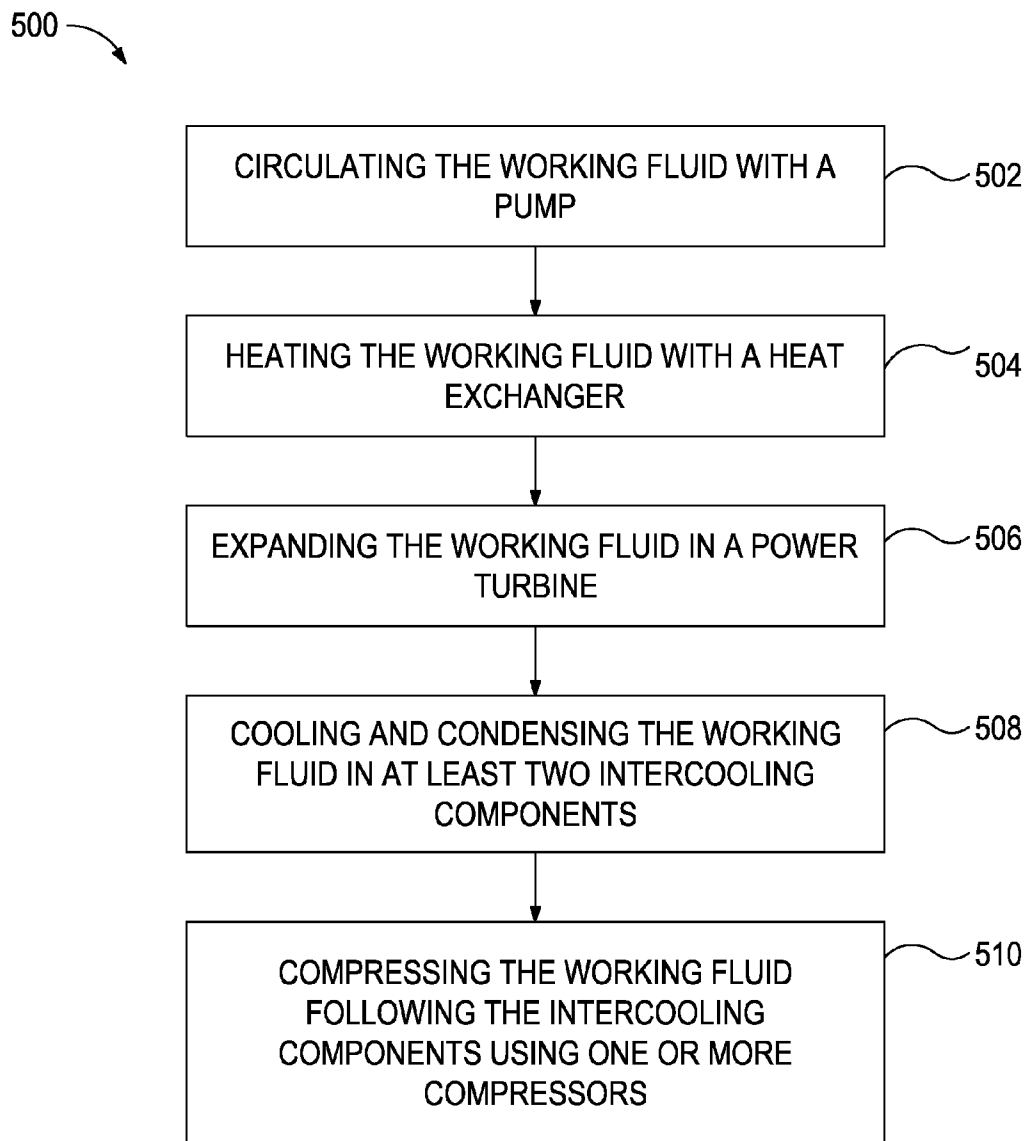 500
CIRCULATING THE WORKING FLUID WITH A
PUMP
502
HEATING THE WORKING FLUID WITH A HEAT
EXCHANGER
504
EXPANDING THE WORKING FLUID IN A POWER
TURBINE
506
COOLING AND CONDENSING THE WORKING
FLUID IN AT LEAST TWO INTERCOOLING
COMPONENTS
508
COMPRESSING THE WORKING FLUID
FOLLOWING THE INTERCOOLING
COMPONENTS USING ONE OR MORE
COMPRESSORS
510